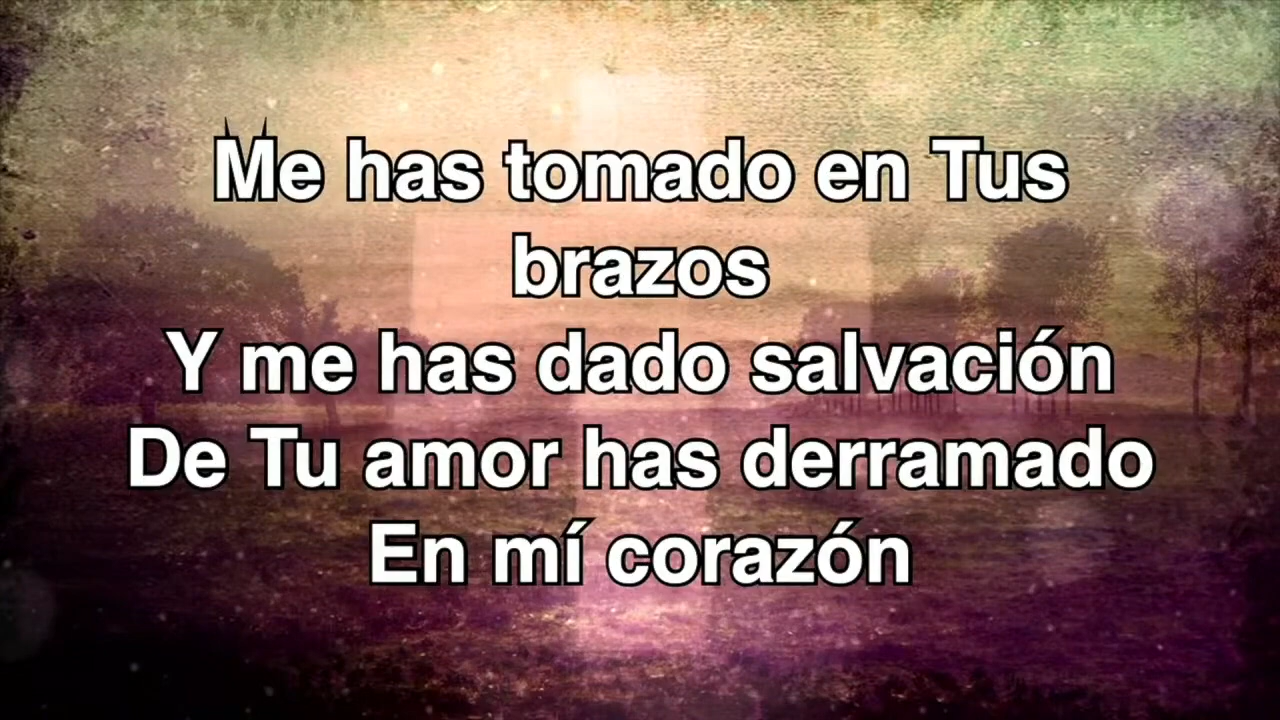 Me has tomado en Tus
brazos
Y me has dado salvación
De Tu amor has derramado
En mí corazón